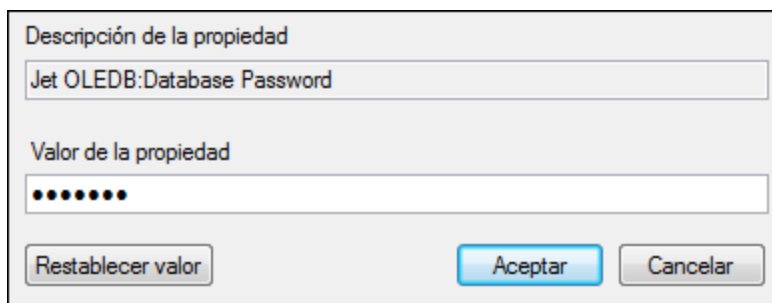 Descripción de la propiedad
Jet OLEDB:Database Password
Valor de la propiedad
•••••••
Restablecer valor
Aceptar
Cancelar